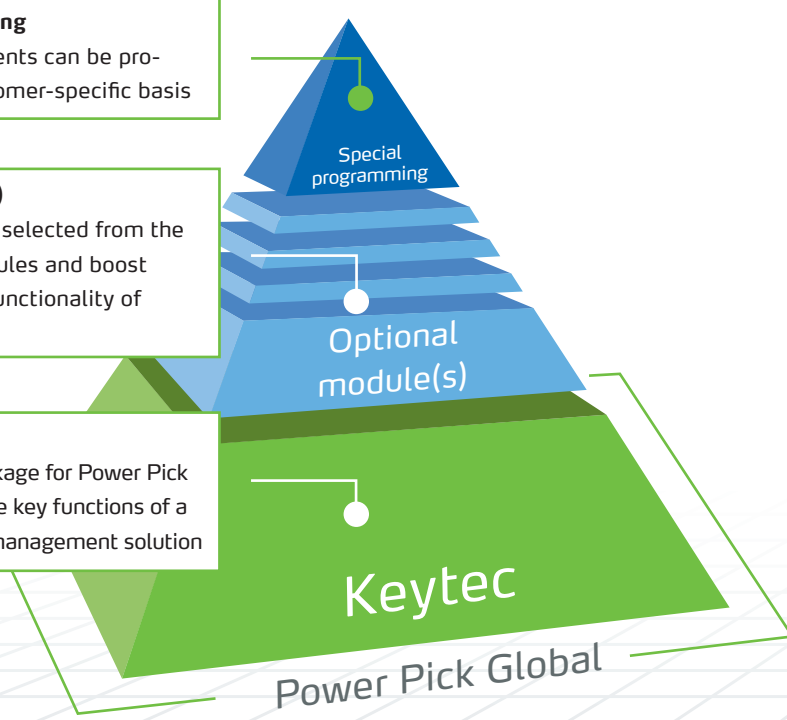 ng
ents can be pro-
omer-specific basis
)
selected from the
ules and boost
unctionality of
kage for Power Pick
e key functions of a
management solution
Special
programming
Optional
module(s)
Keytec
Power Pick Global